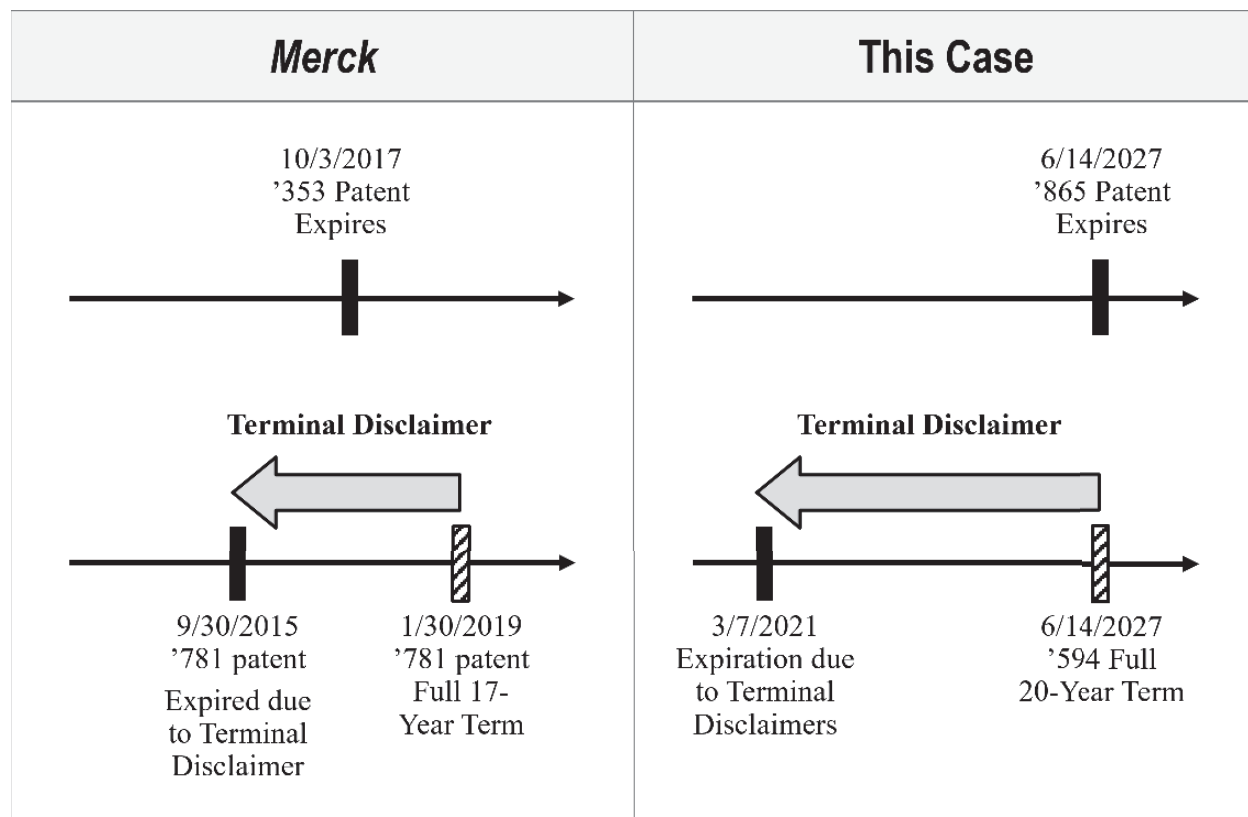 Merck
This Case
10/3/2017
’353 Patent
Expires
6/14/2027
’865 Patent
Expires
Terminal Disclaimer
Terminal Disclaimer
9/30/2015
’781 patent
Expired due
to Terminal
Disclaimer
1/30/2019
’781 patent
Full 17-
Year Term
3/7/2021
Expiration due
to Terminal
Disclaimers
6/14/2027
’594 Full
20-Year Term